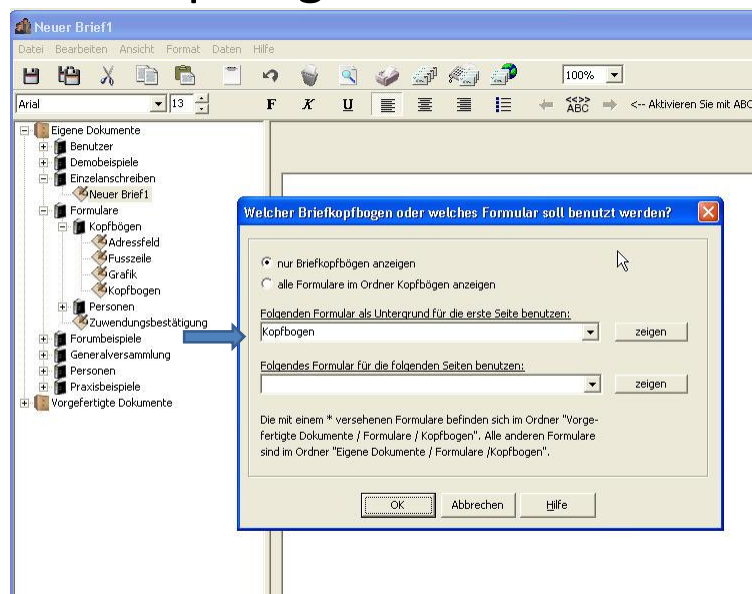 Neuer Brief1
Datei Bearbeiten Ansicht Format Daten Hilfe
100%
Arial 13 F K U <<>> ABC <-- Aktivieren Sie mit ABC
Eigene Dokumente
Benutzer
Demobeispiele
Einzelanschreiben
Neuer Brief1
Formulare
Kopfbögen
Adressfeld
Fusszeile
Grafik
Kopfbogen
Personen
Zuwendungsbestätigung
Forumbeispiele
Generalversammlung
Personen
Praxisbeispiele
Vorgefertigte Dokumente
Welcher Briefkopfbogen oder welches Formular soll benutzt werden?
nur Briefkopfbögen anzeigen
alle Formulare im Ordner Kopfbögen anzeigen
Folgenden Formular als Untergrund für die erste Seite benutzen:
Kopfbogen zeigen
Folgendes Formular für die folgenden Seiten benutzen:
zeigen
Die mit einem * versehenen Formulare befinden sich im Ordner "Vorge-
fertigte Dokumente / Formulare / Kopfbogen". Alle anderen Formulare
sind im Ordner "Eigene Dokumente / Formulare /Kopfbogen".
OK Abbrechen Hilfe